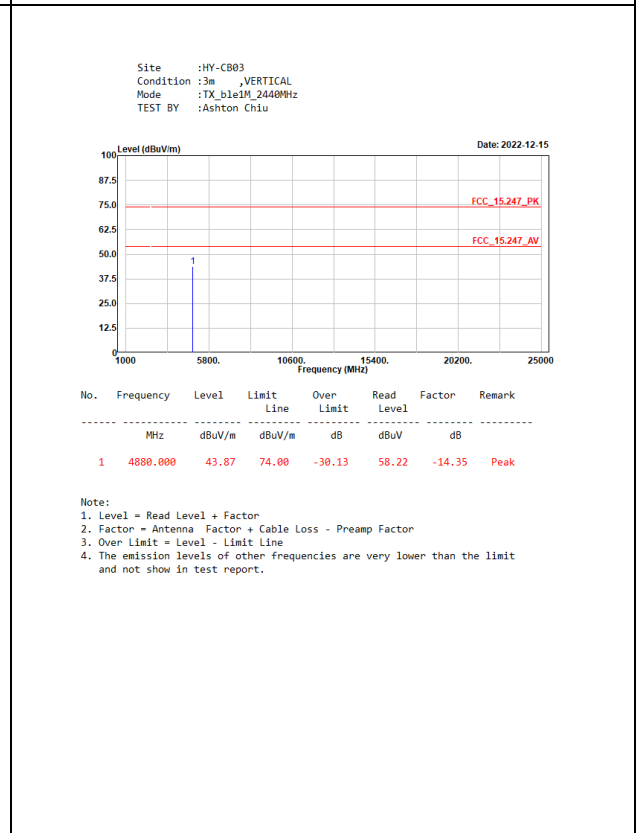 Site :HY-CB03
Condition :3m ,VERTICAL
Mode :TX_ble1M_2440MHz
TEST BY :Ashton Chiu
Level (dBuV/m) Date: 2022-12-15
100
87.5
75.0 FCC_15.247_PK
62.5
FCC_15.247_AV
50.0
1
37.5
25.0
12.5
0
1000 5800. 10600. 15400. 20200. 25000
Frequency (MHz)
No. Frequency Level Limit Over Read Factor Remark
Line Limit Level
------ ----------- -------- --------- --------- --------- -------- ---------
MHz dBuV/m dBuV/m dB dBuV dB
1 4880.000 43.87 74.00 -30.13 58.22 -14.35 Peak
Note:
1. Level = Read Level + Factor
2. Factor = Antenna Factor + Cable Loss - Preamp Factor
3. Over Limit = Level - Limit Line
4. The emission levels of other frequencies are very lower than the limit
and not show in test report.